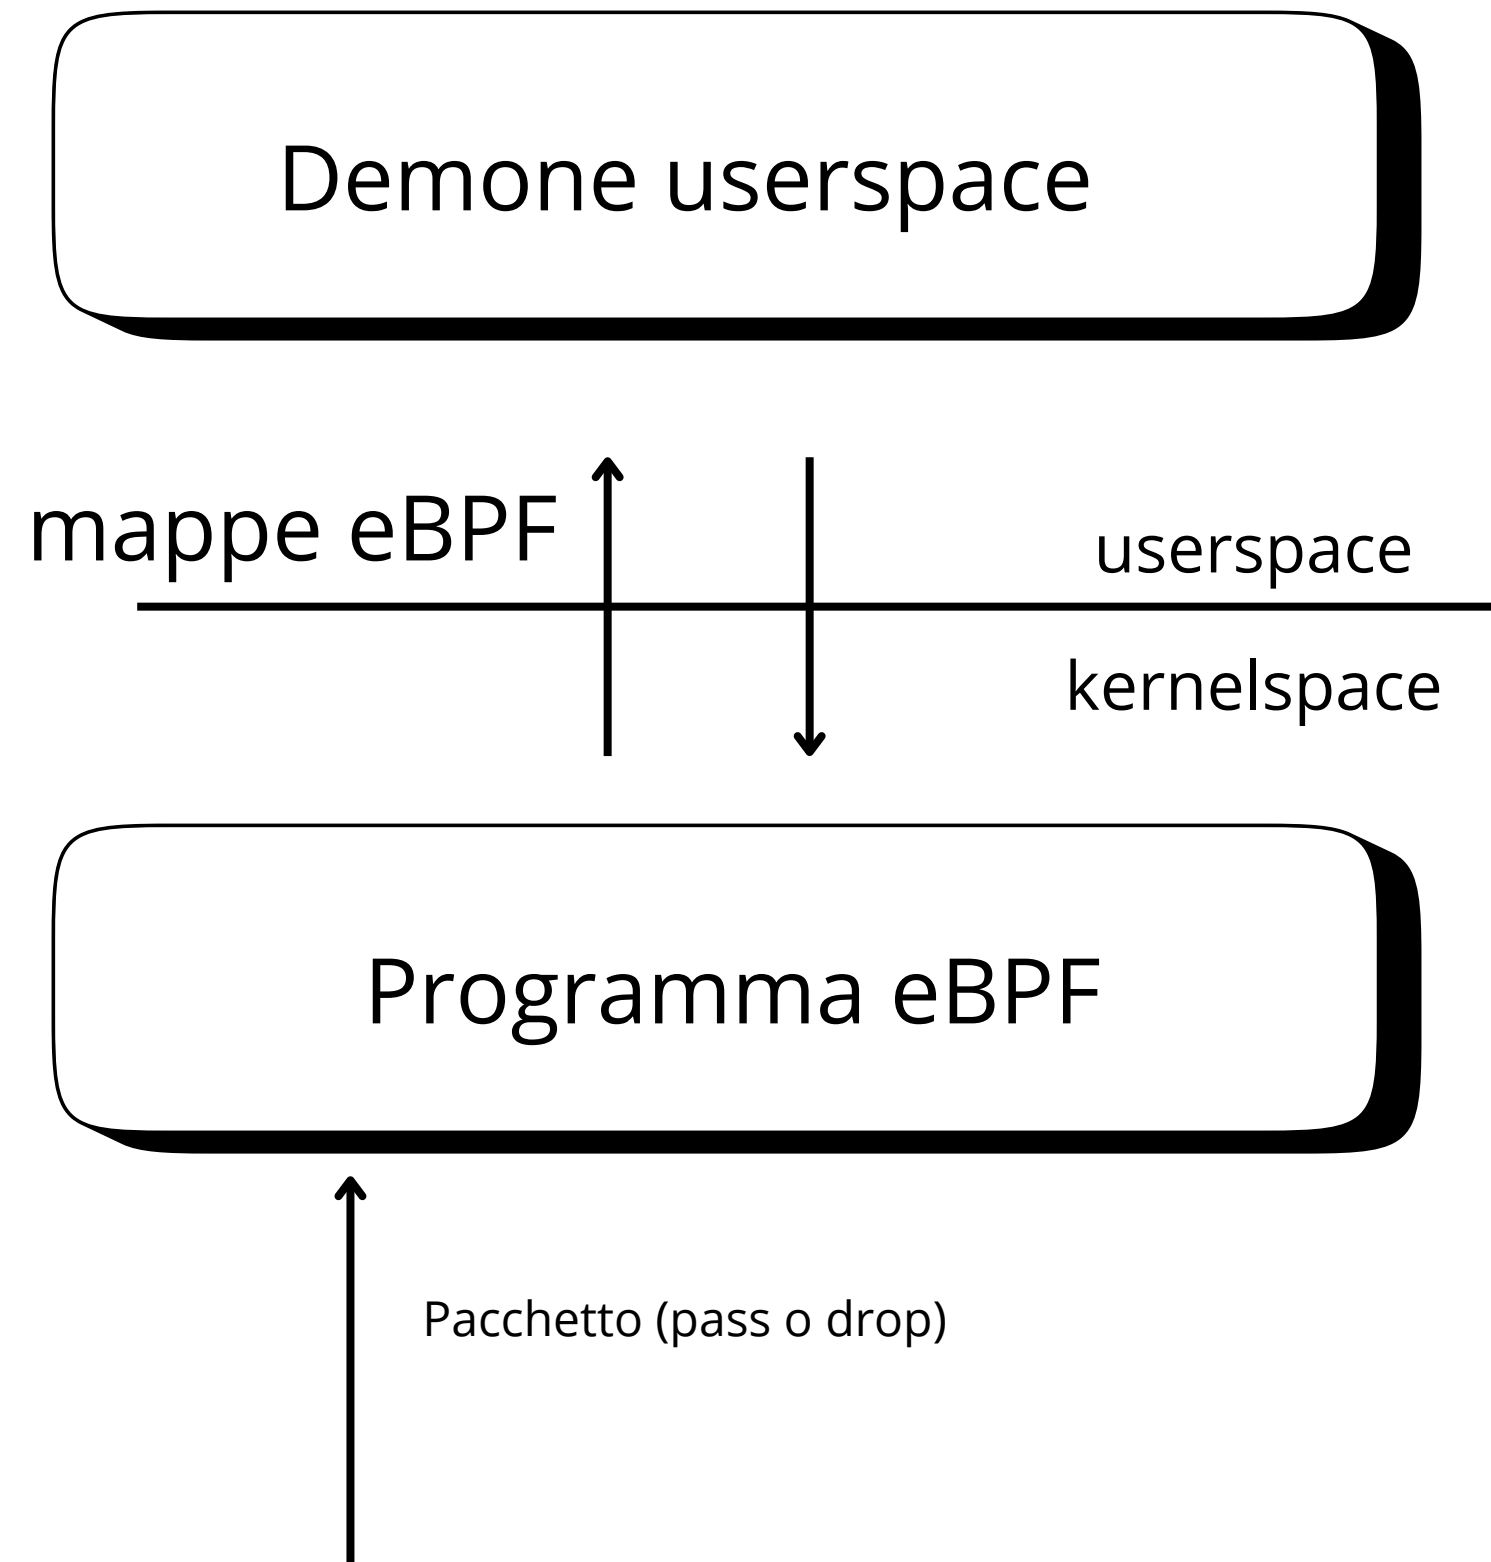 Demone userspace
mappe eBPF
userspace
kernelspace
Programma eBPF
Pacchetto (pass o drop)